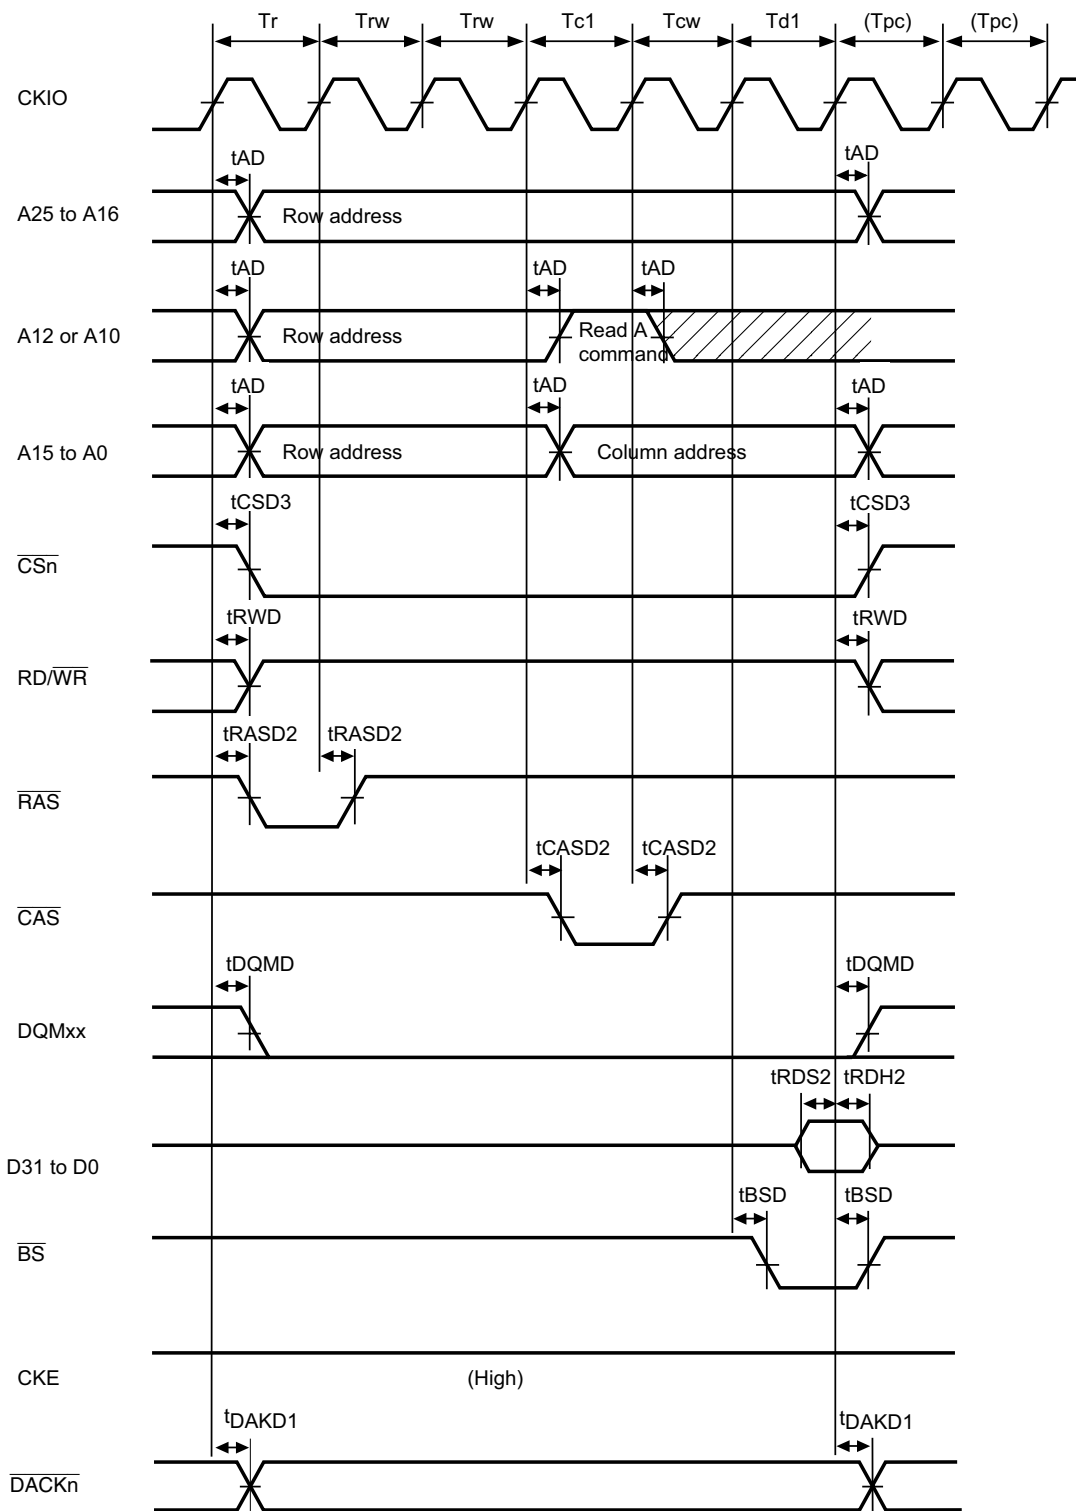 Tr Trw Trw Tc1 Tcw Td1 (Tpc) (Tpc)
CKIO
tAD tAD
A25 to A16 Row address
tAD tAD tAD
A12 or A10 Row address Read A
command
tAD tAD tAD
A15 to A0 Row address Column address
tCSD3 tCSD3
CSn
tRWD tRWD
RD/WR
tRASD2 tRASD2
RAS
tCASD2 tCASD2
CAS
tDQMD tDQMD
DQMxx
tRDS2 tRDH2
D31 to D0
tBSD tBSD
BS
CKE (High)
tDAKD1 tDAKD1
DACKn